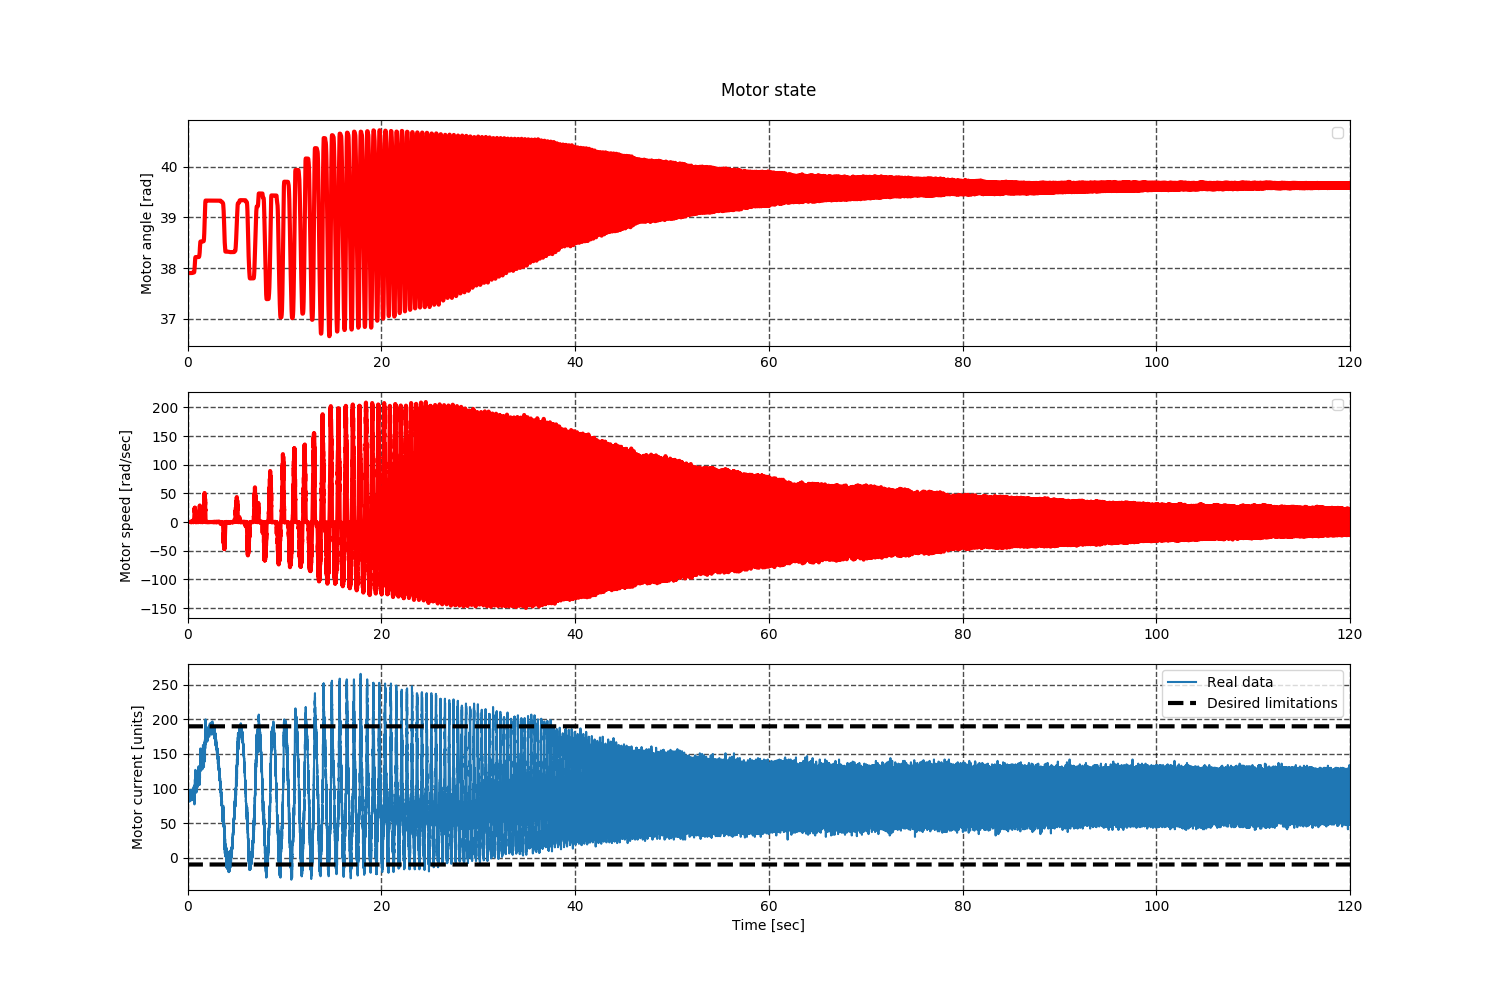 Motor state
Motor angle [rad]
40
39
38
37
0 20 40 60 80 100 120
Motor speed [rad/sec]
200
150
100
50
0
−50
−100
−150
0 20 40 60 80 100 120
Motor current [units]
250
200
150
100
50
0
Real data
Desired limitations
0 20 40 60 80 100 120
Time [sec]